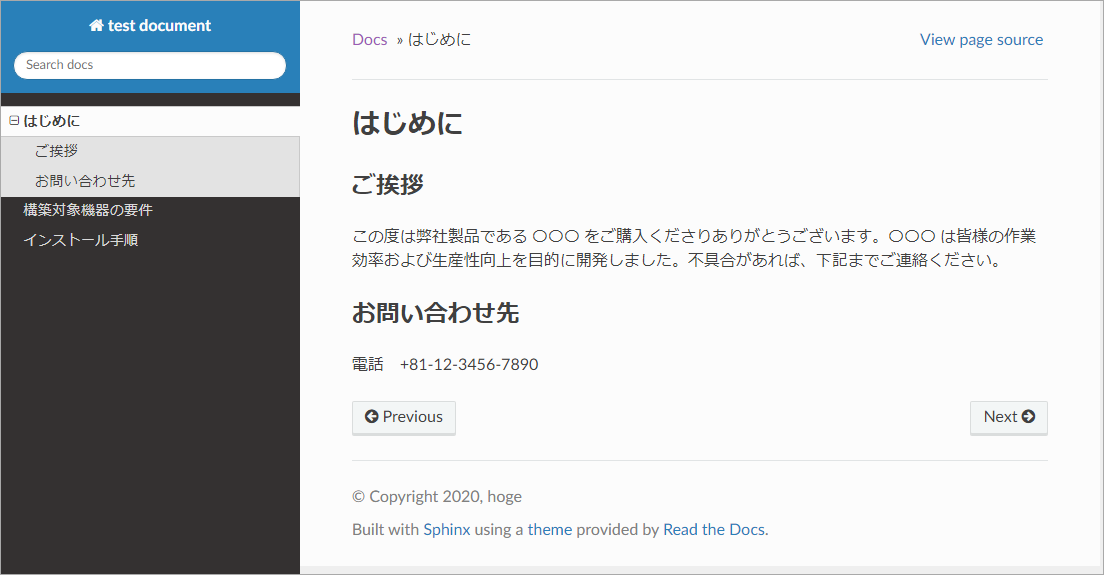 test document
Search docs
はじめに
ご挨拶
お問い合わせ先
構築対象機器の要件
インストール手順
Docs » はじめに
View page source
はじめに
ご挨拶
この度は弊社製品である 〇〇〇 をご購入くださりありがとうございます。〇〇〇 は皆様の作業
効率および生産性向上を目的に開発しました。不具合があれば、下記までご連絡ください。
お問い合わせ先
電話　+81-12-3456-7890
Previous
Next
© Copyright 2020, hoge
Built with Sphinx using a theme provided by Read the Docs.